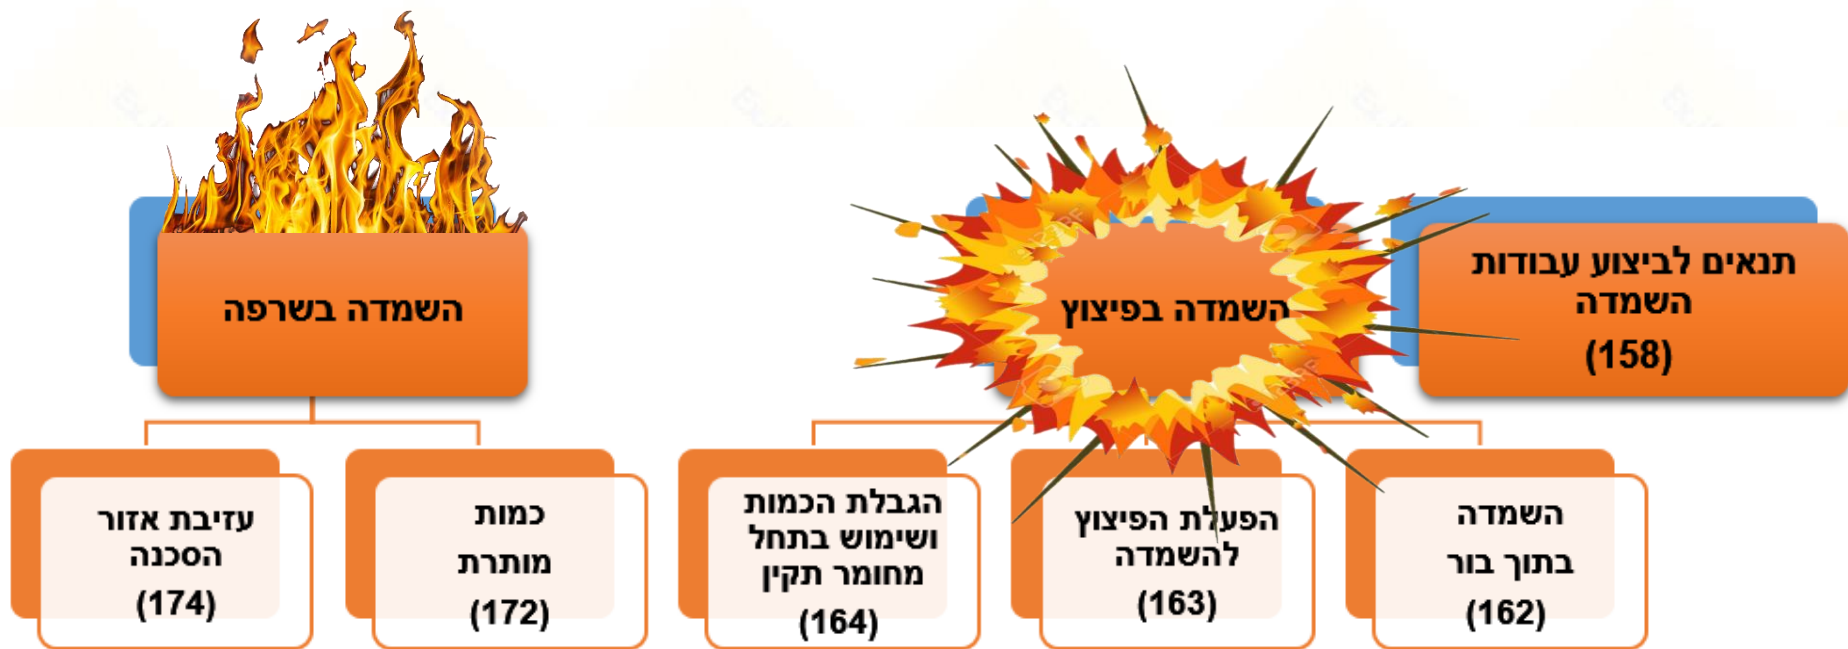 תנאים לביצוע עבודות
השמדה
(158)
השמדה בפיצוץ
השמדה בשרפה
השמדה
בתוך בור
(162)
הפעלת הפיצוץ
להשמדה
(163)
הגבלת הכמות
ושימוש בתחל
מחומר תקין
(164)
כמות
מותרת
(172)
עזיבת אזור
הסכנה
(174)